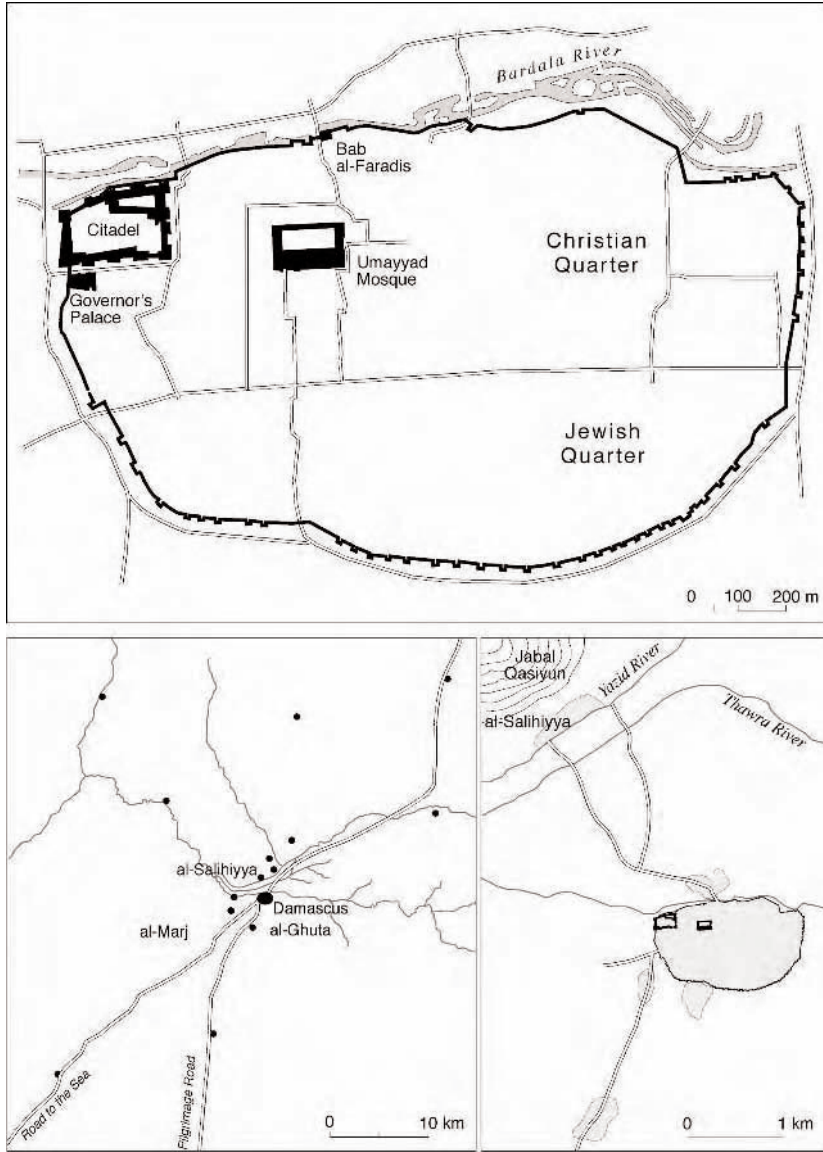 Bardala River
Bab
al-Faradis
Citadel
Christian
Quarter
Umayyad
Mosque
Governor's
Palace
Jewish
Quarter
0 100 200 m
al-Salihiyya
Damascus
al-Marj
al-Ghuta
Road to the Sea
Pilgrimage Road
0 10 km
Jabal
Qasiyun
Yazid River
al-Salihiyya
Thawra River
0 1 km